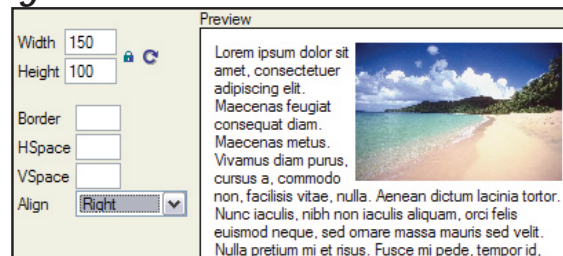 Preview
Width 150
Height 100
Border
HSpace
VSpace
Align Right
Lorem ipsum dolor sit
amet, consectetuer
adipiscing elit.
Maecenas feugiat
consequat diam.
Maecenas metus.
Vivamus diam purus,
cursus a, commodo
non, facilisis vitae, nulla. Aenean dictum lacinia tortor.
Nunc iaculis, nibh non iaculis aliquam, orci felis
euismod neque, sed ornare massa mauris sed velit.
Nulla pretium mi et risus. Fusce mi pede, tempor id,